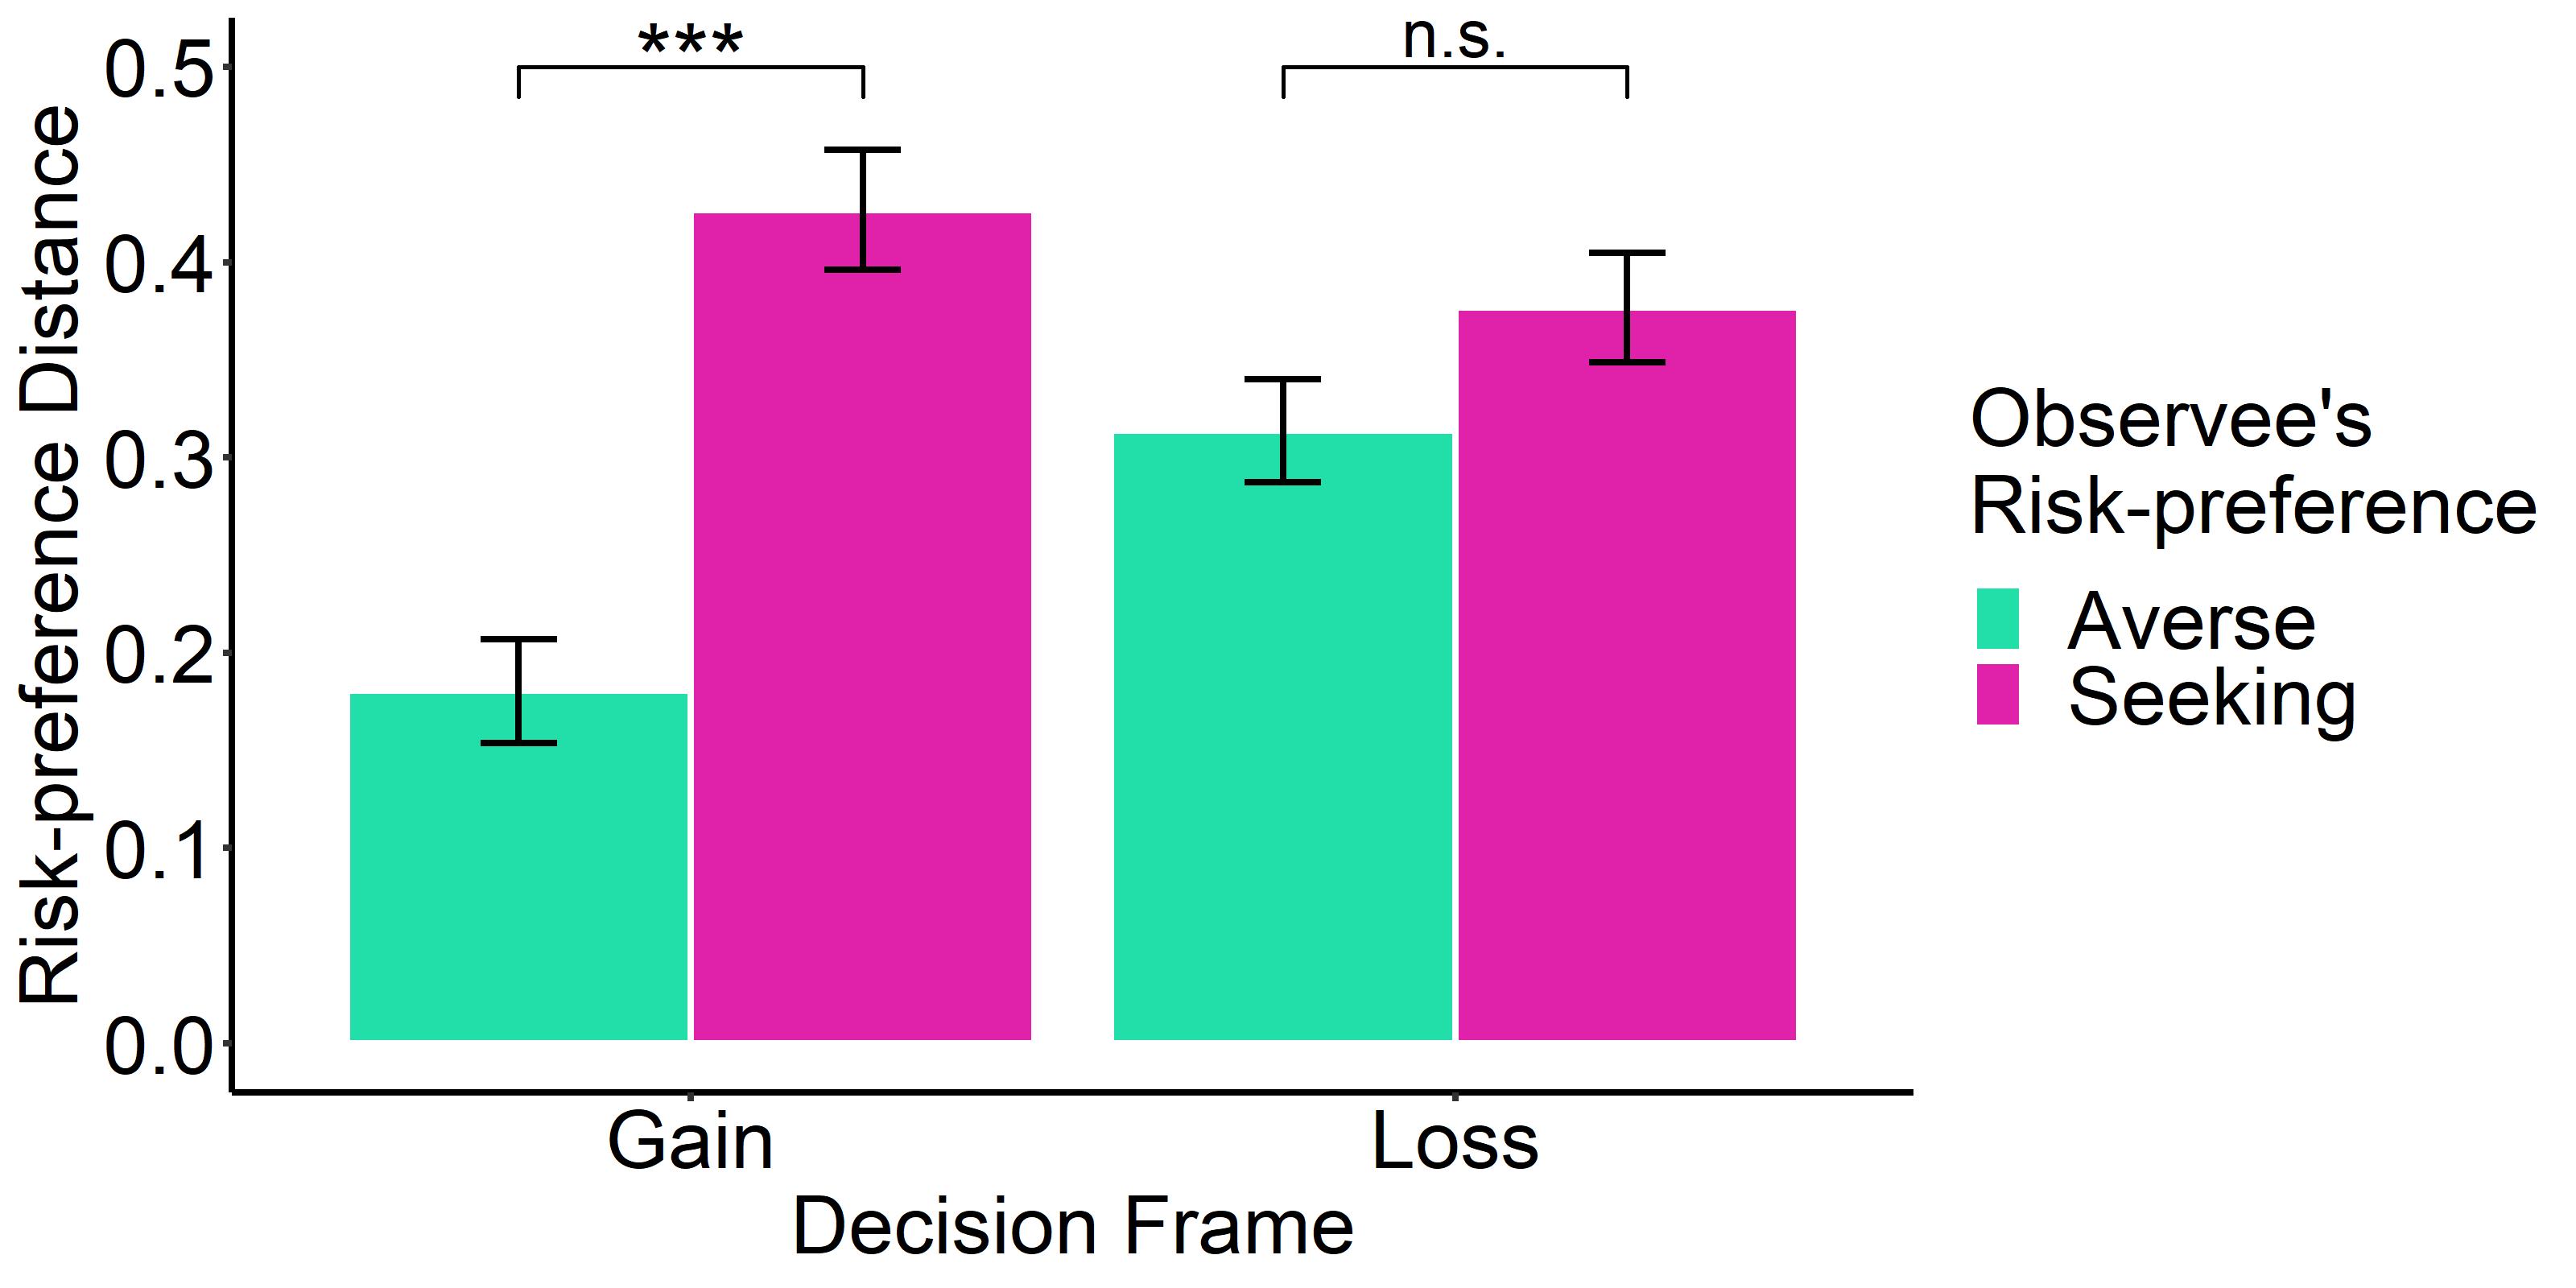 ***
n.s.
0.5
0.4
0.3
0.2
0.1
0.0
Risk-preference Distance
Gain
Loss
Decision Frame
Observee's
Risk-preference
Averse
Seeking